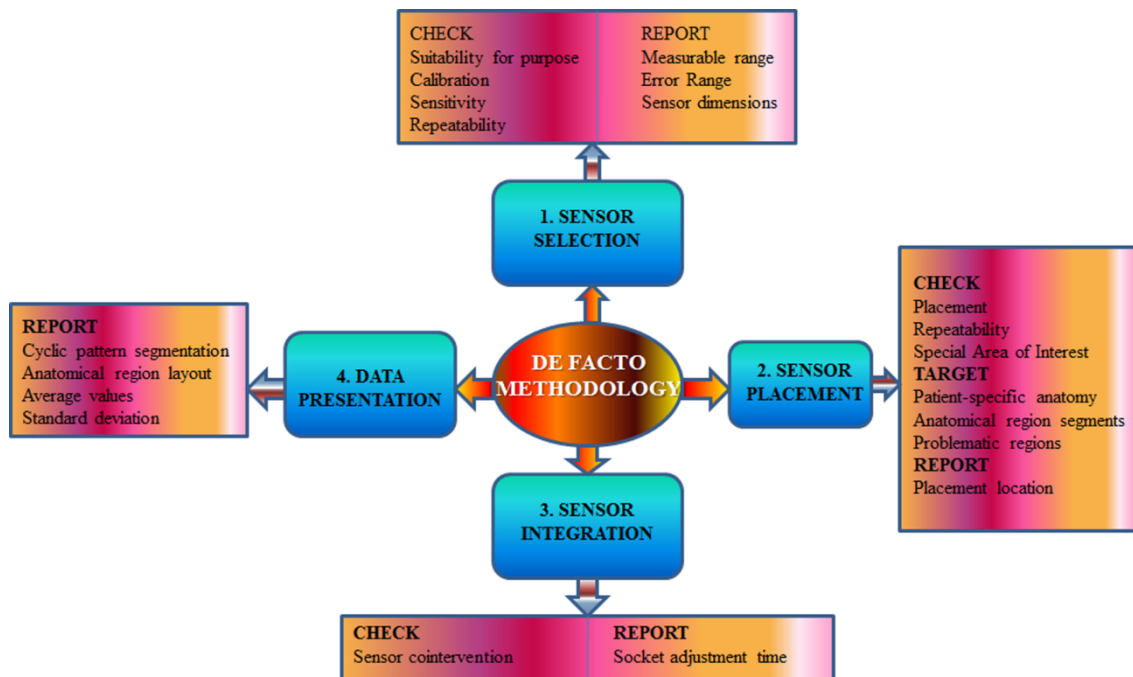 CHECK
Suitability for purpose
Calibration
Sensitivity
Repeatability
REPORT
Measurable range
Error Range
Sensor dimensions
1. SENSOR
SELECTION
REPORT
Cyclic pattern segmentation
Anatomical region layout
Average values
Standard deviation
4. DATA
PRESENTATION
DE FACTO
METHODOLOGY
2. SENSOR
PLACEMENT
CHECK
Placement
Repeatability
Special Area of Interest
TARGET
Patient-specific anatomy
Anatomical region segments
Problematic regions
REPORT
Placement location
3. SENSOR
INTEGRATION
CHECK
Sensor cointervention
REPORT
Socket adjustment time